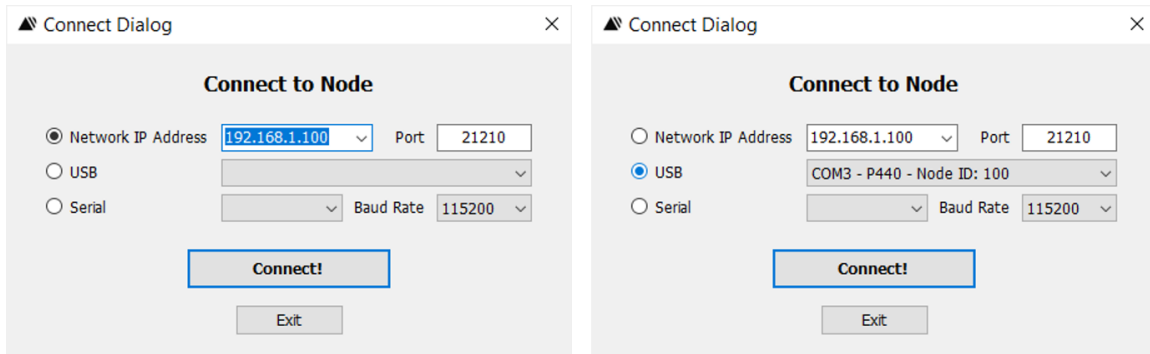 Connect Dialog
Connect to Node
Network IP Address 192.168.1.100 Port 21210
USB
Serial Baud Rate 115200
Connect!
Exit
Connect Dialog
Connect to Node
Network IP Address 192.168.1.100 Port 21210
USB COM3 - P440 - Node ID: 100
Serial Baud Rate 115200
Connect!
Exit